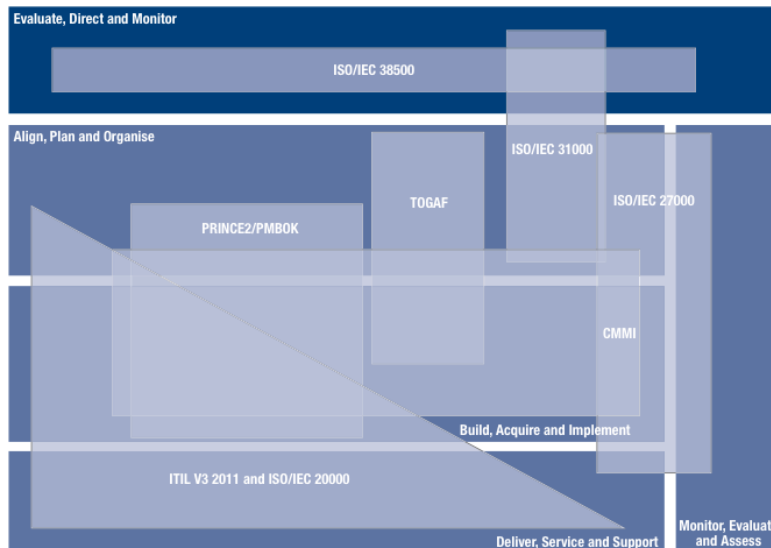 Evaluate, Direct and Monitor
ISO/IEC 38500
Align, Plan and Organise
ISO/IEC 31000
TOGAF
ISO/IEC 27000
PRINCE2/PMBOK
CMMI
Build, Acquire and Implement
ITIL V3 2011 and ISO/IEC 20000
Deliver, Service and Support
Monitor, Evaluat
and Assess